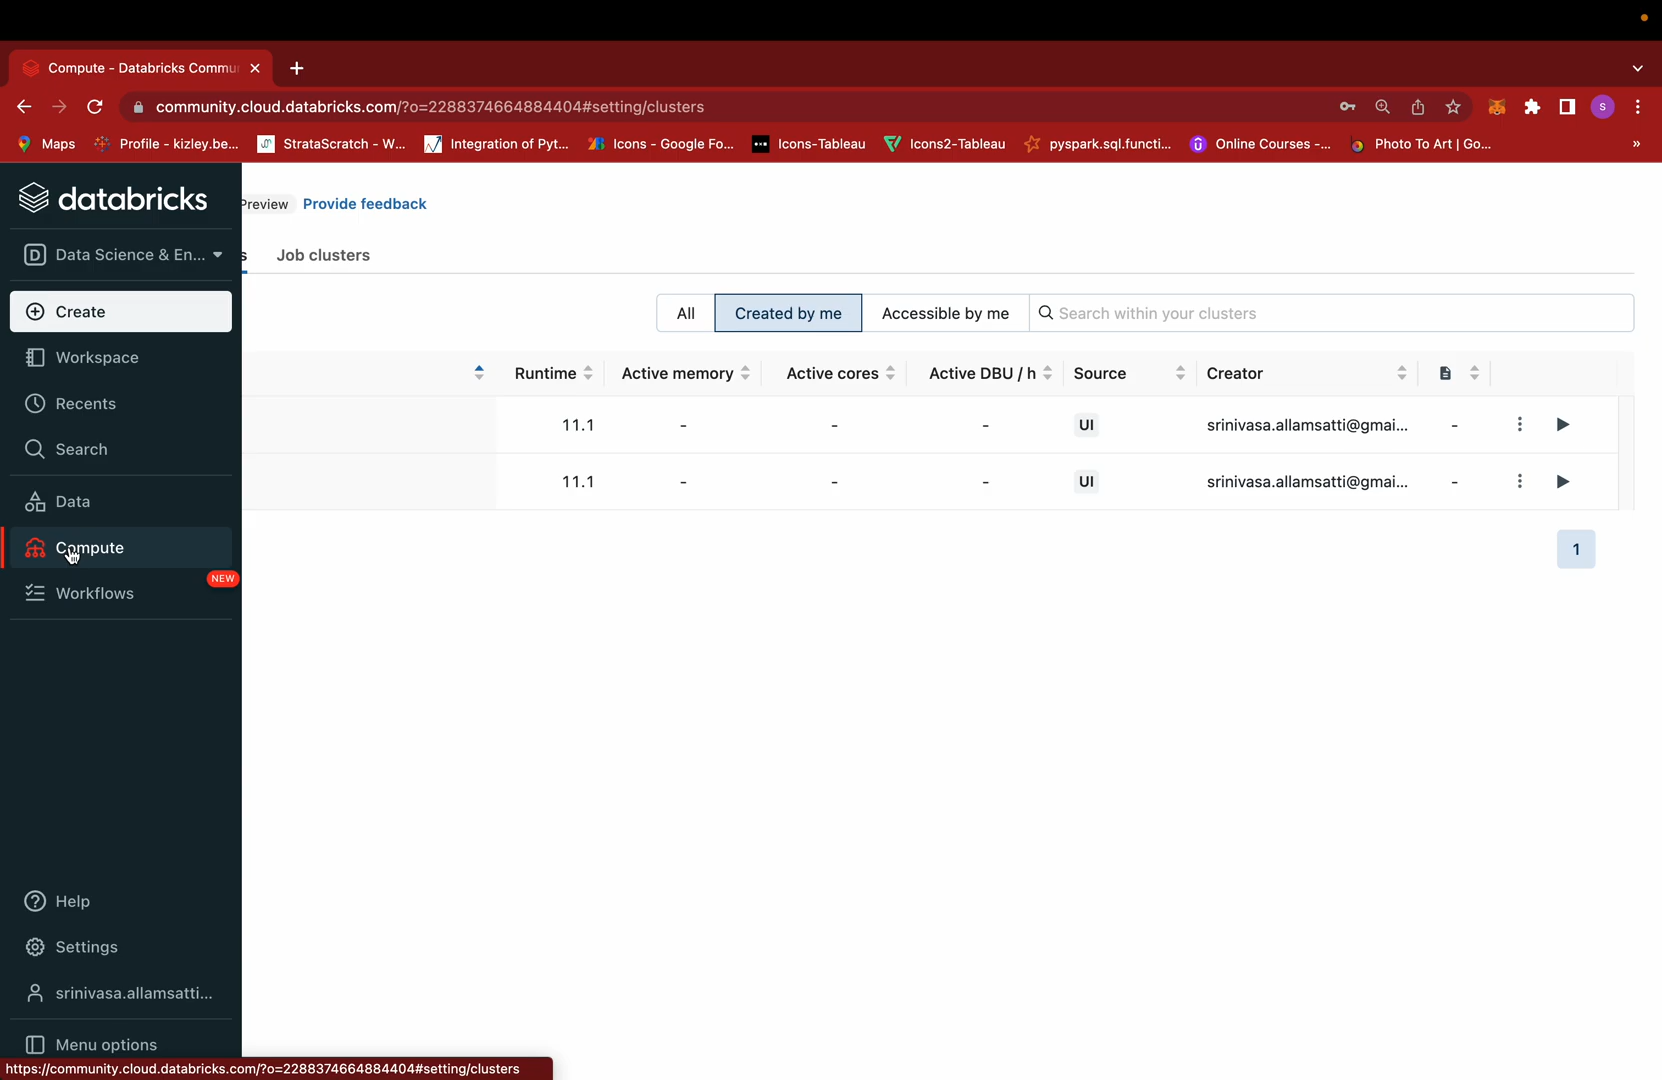 Compute - Databricks Commu
community.cloud.databricks.com/?o=2288374664884404#setting/clusters
S
Maps
Profile - kizley.be...
StrataScratch - W...
Integration of Pyt...
Icons - Google Fo...
Icons-Tableau
Icons2-Tableau
pyspark.sql.functi...
Online Courses -...
Photo To Art | Go...
»
databricks
Preview
Provide feedback
D Data Science & En...
s
Job clusters
Create
All
Created by me
Accessible by me
Search within your clusters
Workspace
Runtime
Active memory
Active cores
Active DBU / h
Source
Creator
Recents
11.1 - - - UI srinivasa.allamsatti@gmai... -
Search
11.1 - - - UI srinivasa.allamsatti@gmai... -
Data
Compute
1
NEW
Workflows
Help
Settings
srinivasa.allamsatti...
Menu options
https://community.cloud.databricks.com/?o=2288374664884404#setting/clusters